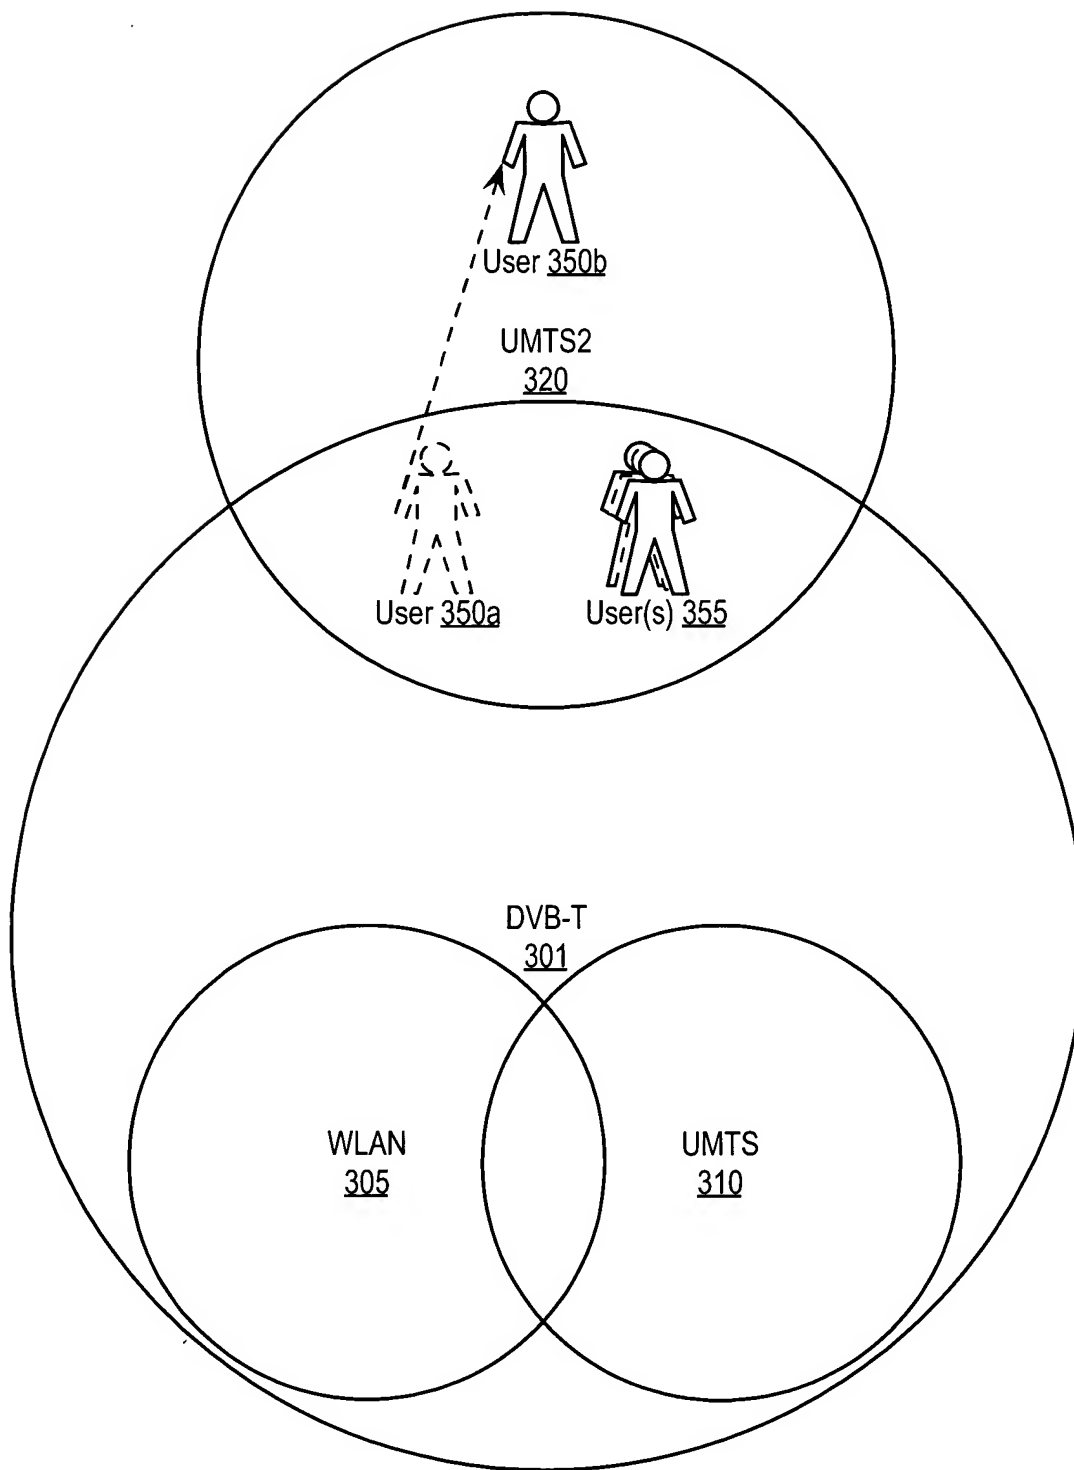 User 350b
UMTS2
320
User 350a
User(s) 355
DVB-T
301
WLAN
305
UMTS
310